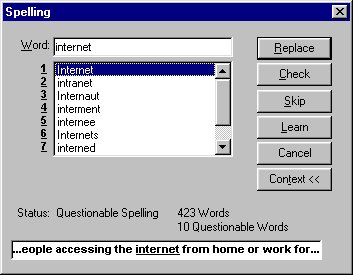 Spelling
Word: internet
Replace
1 Internet
2 intranet
3 Internaut
4 interment
5 internee
6 Internets
7 interned
Check
Skip
Learn
Cancel
Context <<
Status: Questionable Spelling 423 Words
10 Questionable Words
...eople accessing the internet from home or work for...